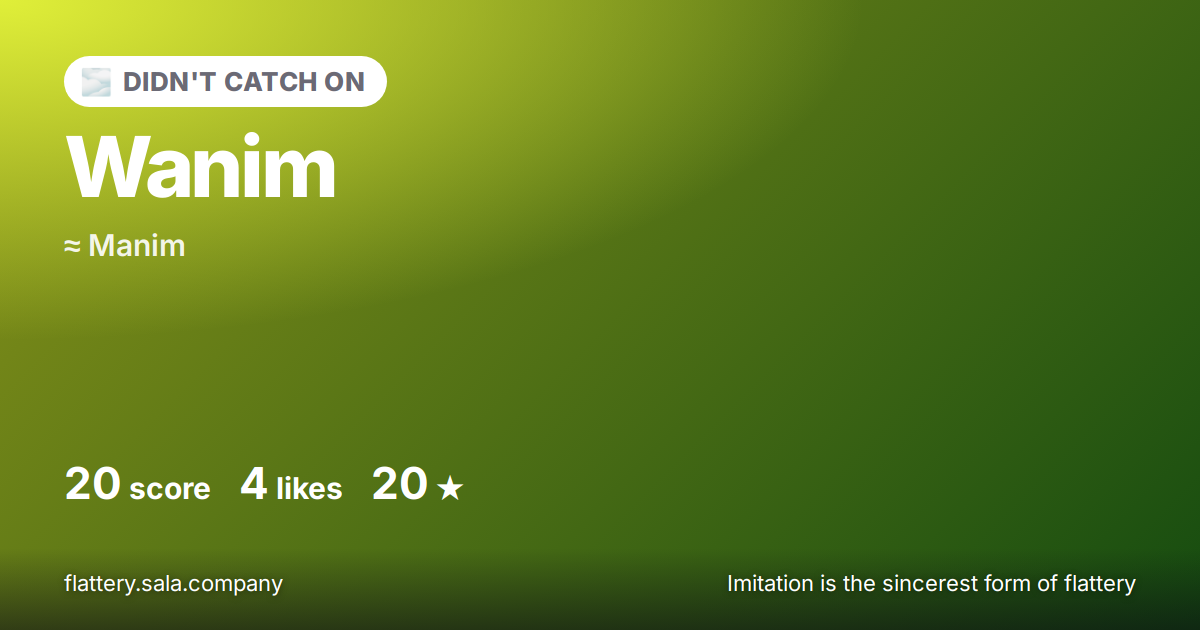 DIDN'T CATCH ON
Wanim
≈ Manim
20 score 4 likes 20 ★
flattery.sala.company
Imitation is the sincerest form of flattery